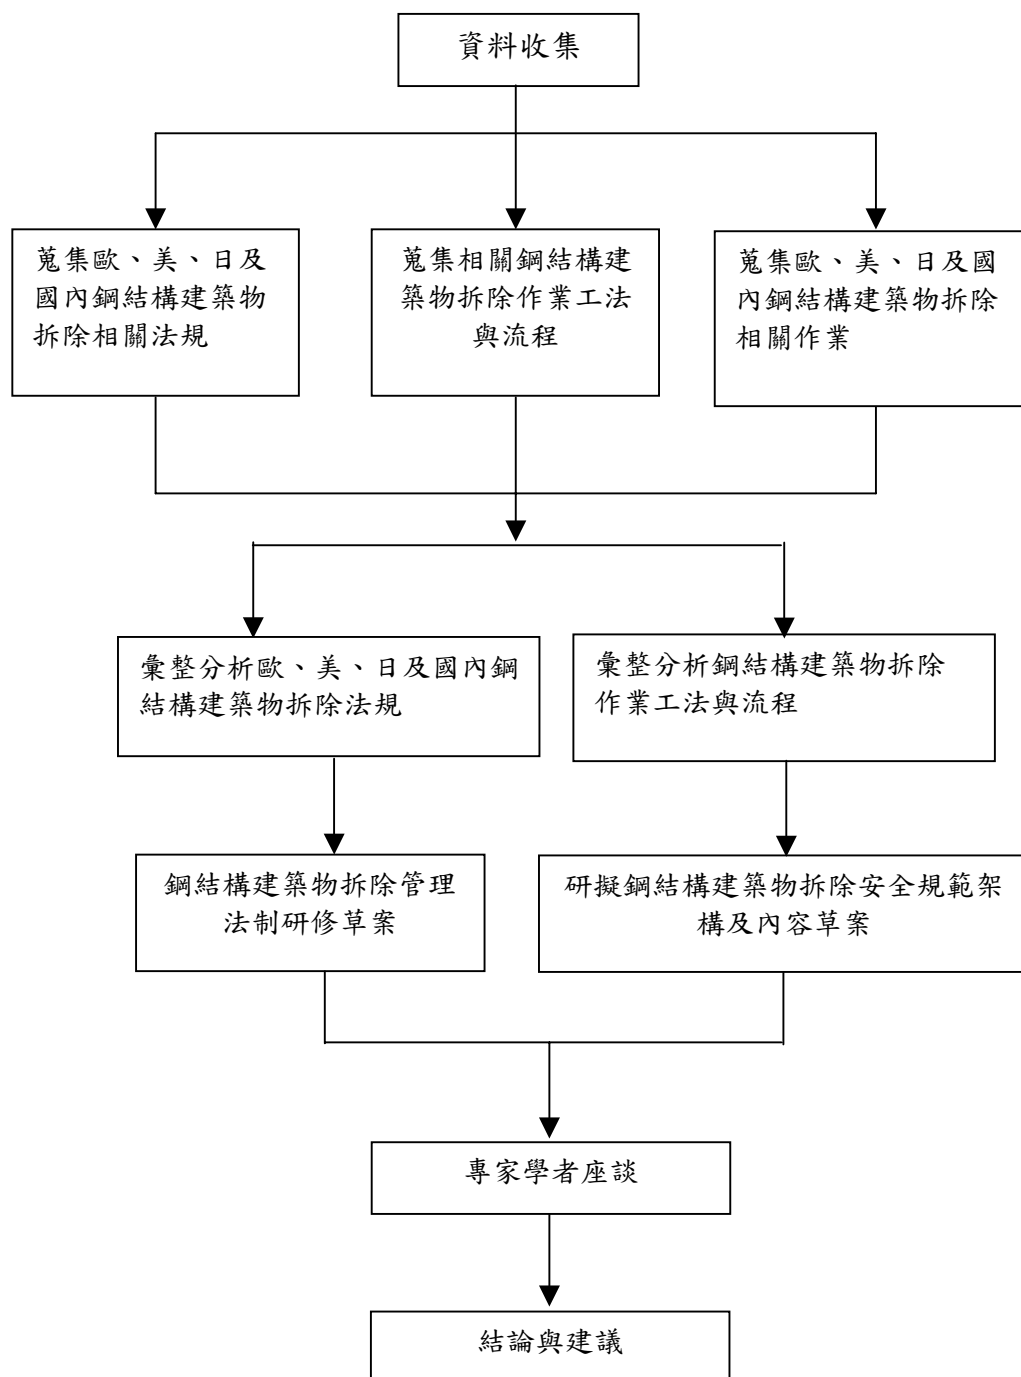 資料收集
蒐集歐、美、日及
國內鋼結構建築物
拆除相關法規
蒐集相關鋼結構建
築物拆除作業工法
與流程
蒐集歐、美、日及國
內鋼結構建築物拆除
相關作業
彙整分析歐、美、日及國內鋼
結構建築物拆除法規
彙整分析鋼結構建築物拆除
作業工法與流程
鋼結構建築物拆除管理
法制研修草案
研擬鋼結構建築物拆除安全規範架
構及內容草案
專家學者座談
結論與建議